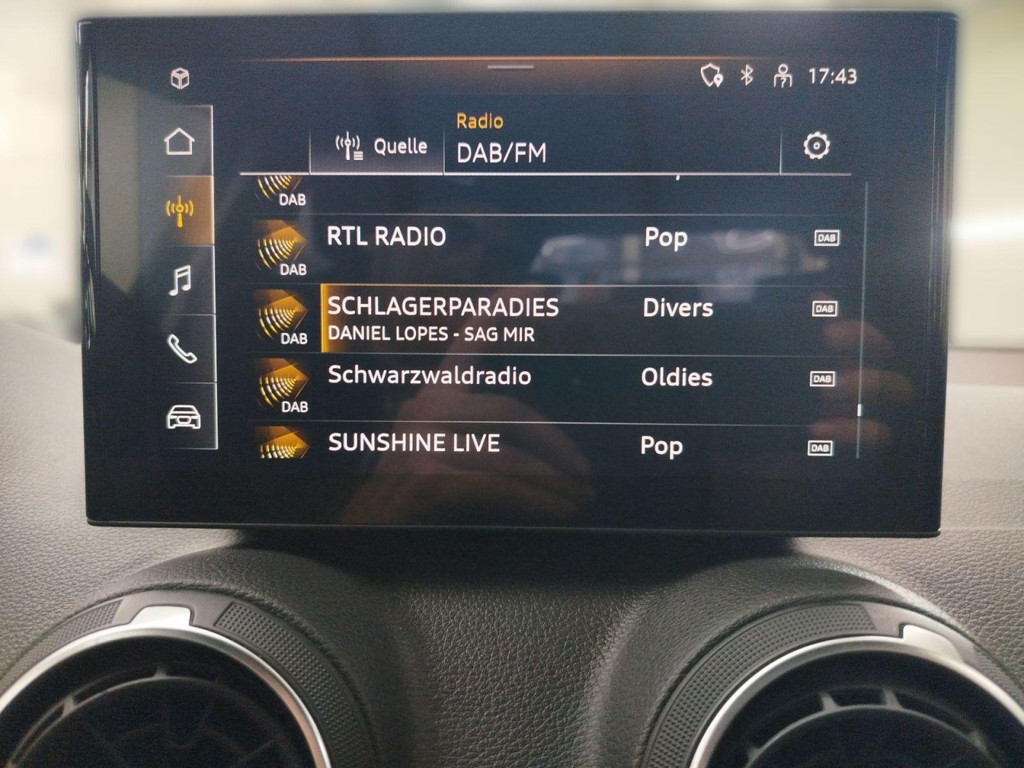 17:43
Radio
Quelle DAB/FM
DAB
RTL RADIO Pop DAB
DAB
SCHLAGERPARADIES Divers DAB
DANIEL LOPES - SAG MIR
DAB
Schwarzwaldradio Oldies DAB
DAB
SUNSHINE LIVE Pop DAB